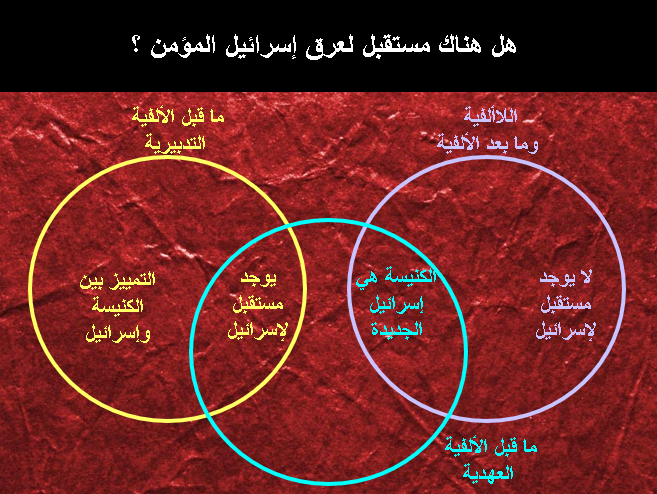 هل هناك مستقبل لعرق إسرائيل المؤمن ؟
اللاألفية
وما بعد الألفية
ما قبل الألفية
التدبيرية
لا يوجد
مستقبل
لإسرائيل
الكنيسة هي
إسرائيل
الجديدة
يوجد
مستقبل
لإسرائيل
التمييز بين
الكنيسة
وإسرائيل
ما قبل الألفية
العهدية